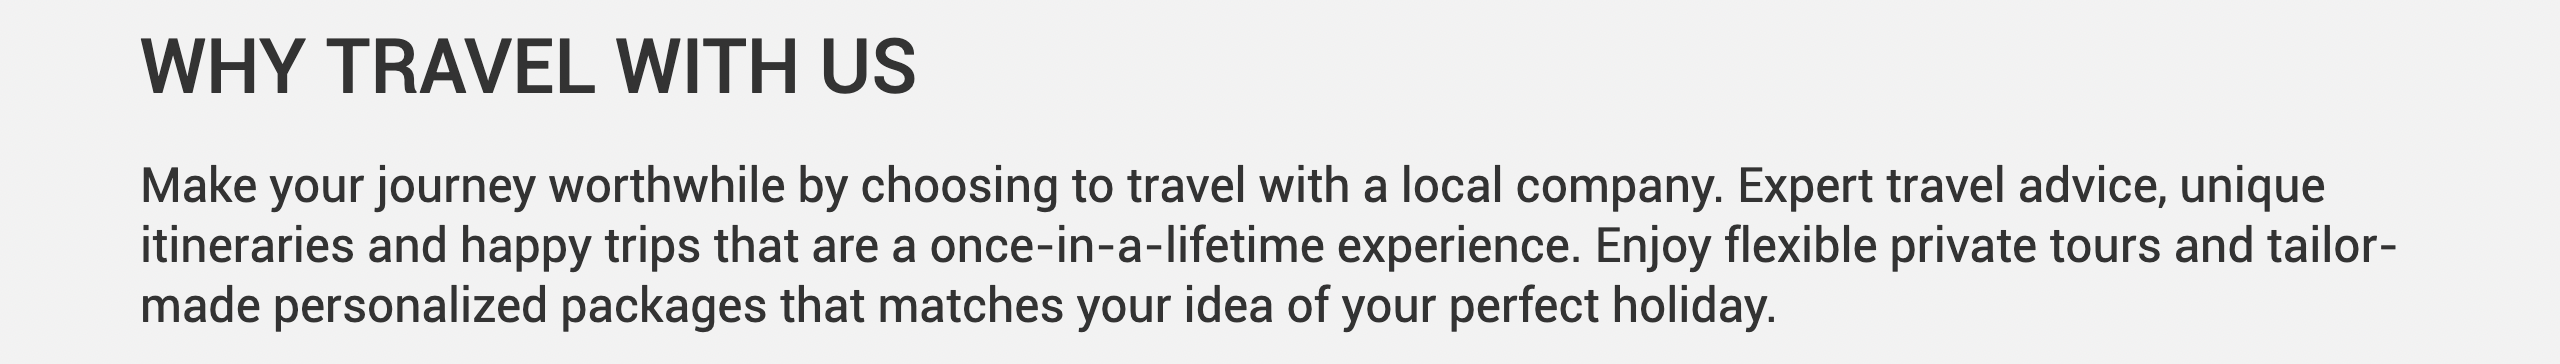 WHY TRAVEL WITH US
Make your journey worthwhile by choosing to travel with a local company. Expert travel advice, unique
itineraries and happy trips that are a once-in-a-lifetime experience. Enjoy flexible private tours and tailor-
made personalized packages that matches your idea of your perfect holiday.